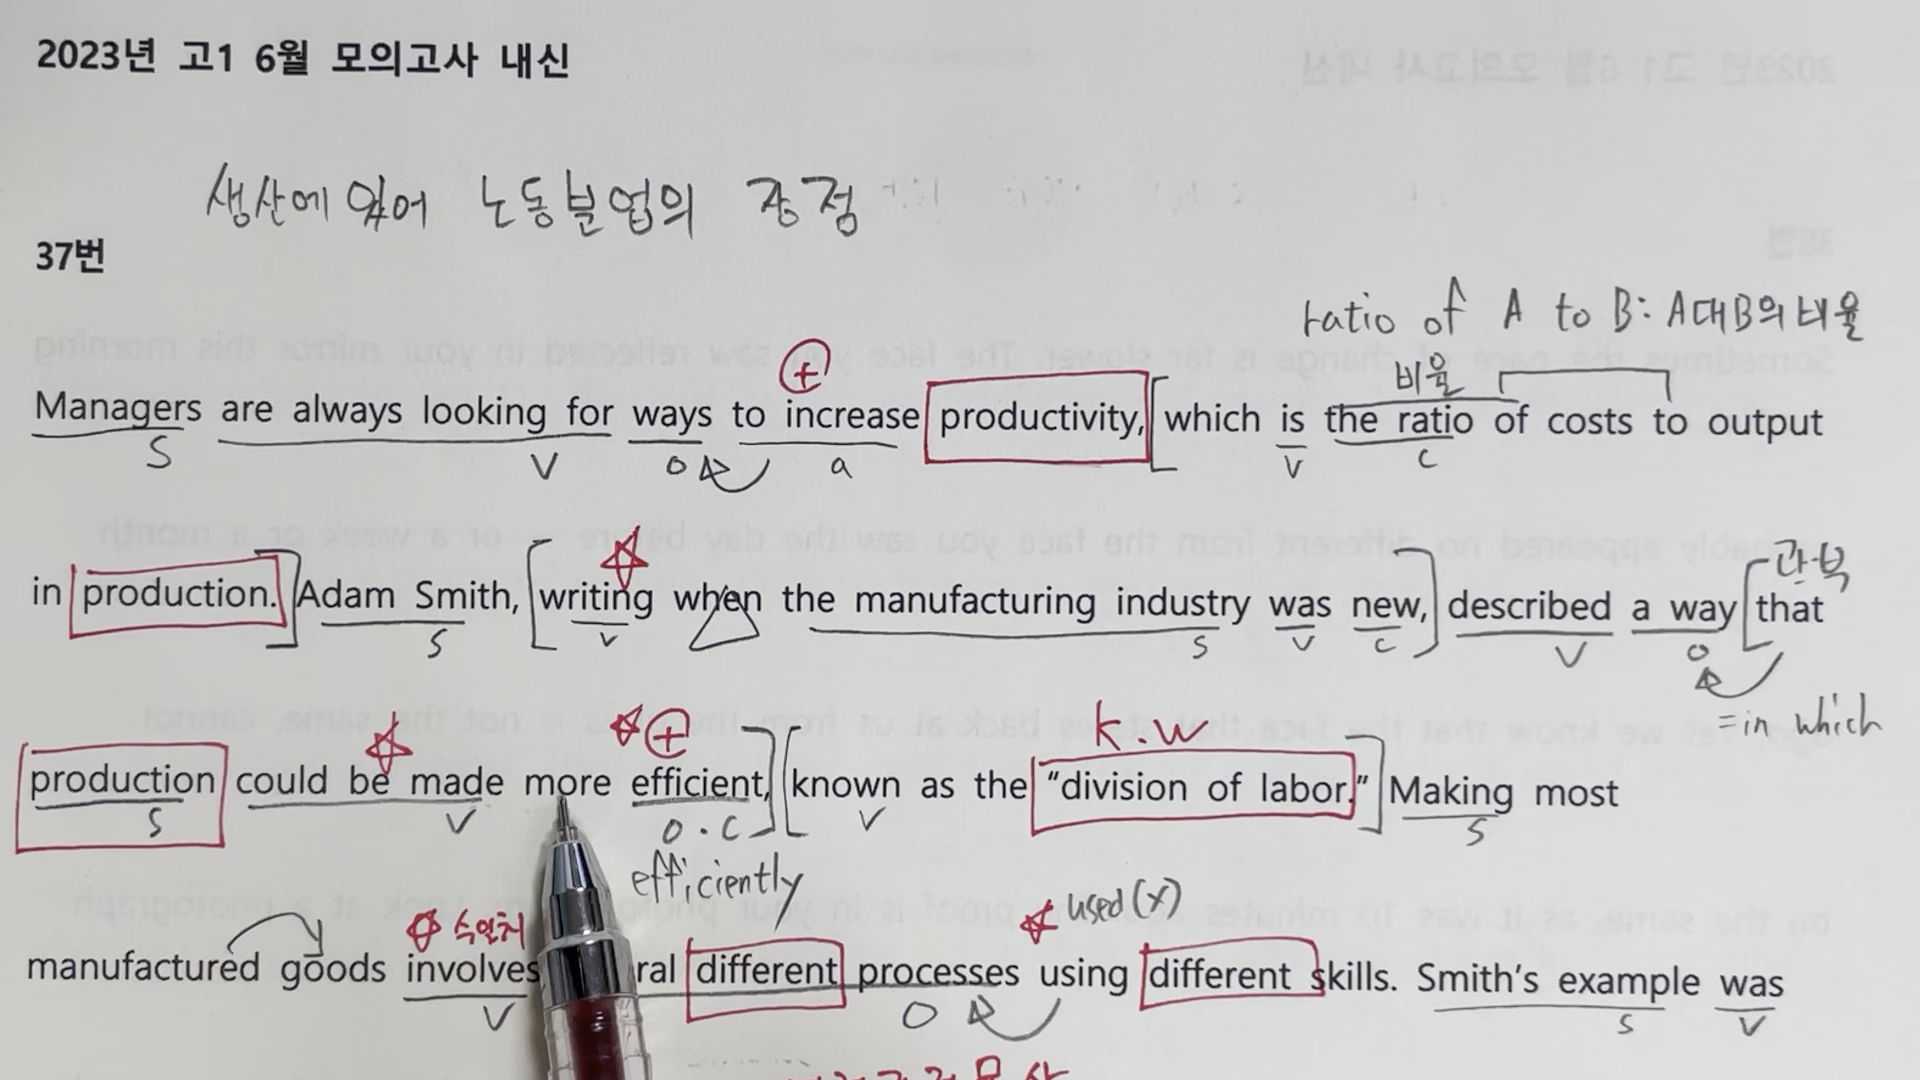 2023년 고1 6월 모의고사 내신
생산에 있어 노동분업의 장점
37번
ratio of A to B: A대B의 비율
+ 비율
Managers are always looking for ways to increase productivity, which is the ratio of costs to output
S V O a V C
관부
in production. Adam Smith, writing when the manufacturing industry was new, described a way that
S V S V C V O
= in which
+ k.w
production could be made more efficient, known as the “division of labor.” Making most
S V O.C V S
efficiently
수일치 used(x)
manufactured goods involves ral different processes using different skills. Smith’s example was
V O S V